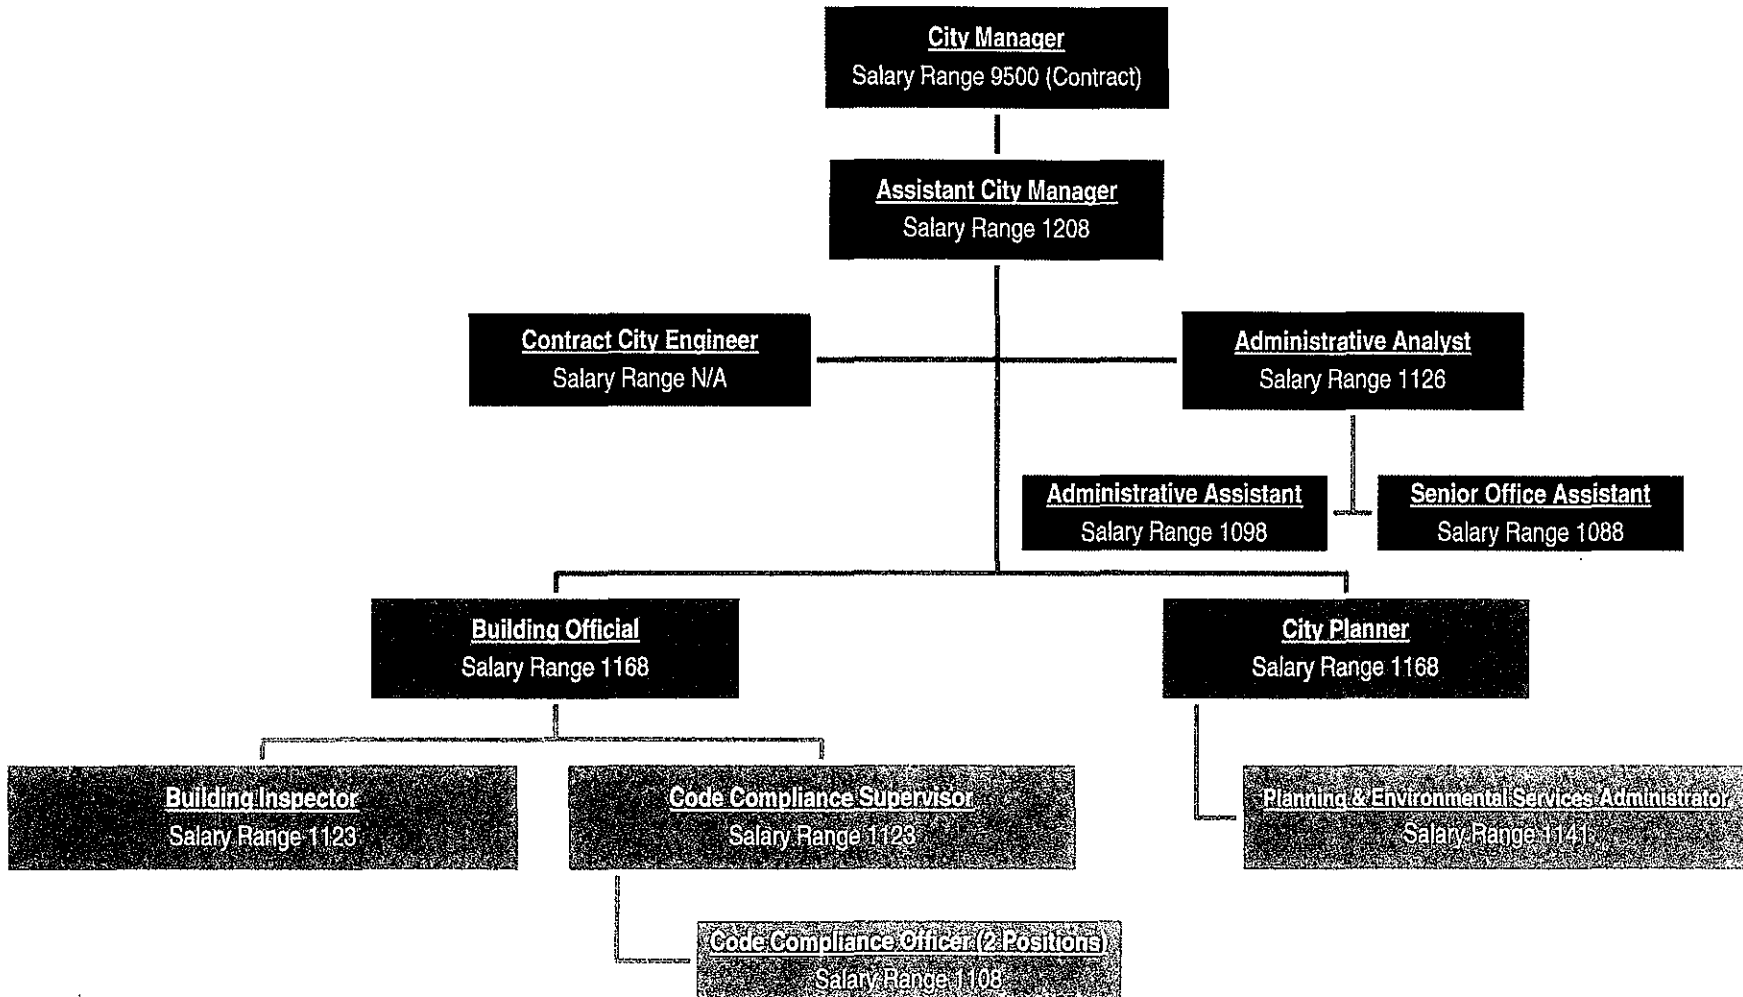 City Manager
Salary Range 9500 (Contract)
Assistant City Manager
Salary Range 1208
Contract City Engineer
Salary Range N/A
Administrative Analyst
Salary Range 1126
Administrative Assistant
Salary Range 1098
Senior Office Assistant
Salary Range 1088
Building Official
Salary Range 1168
City Planner
Salary Range 1168
Building Inspector
Salary Range 1123
Code Compliance Supervisor
Salary Range 1123
Planning & Environmental Services Administrator
Salary Range 1141
Code Compliance Officer (2 Positions)
Salary Range 1108